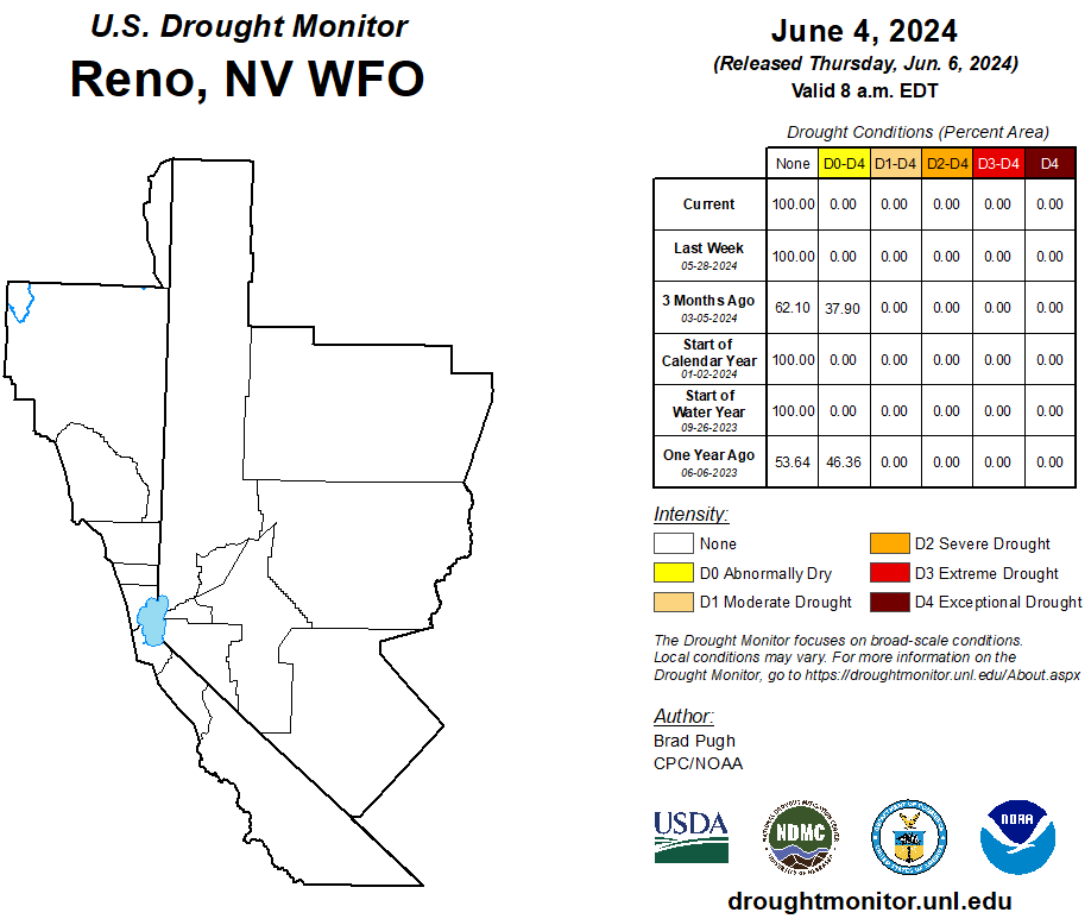 U.S. Drought Monitor
Reno, NV WFO
June 4, 2024
(Released Thursday, Jun. 6, 2024)
Valid 8 a.m. EDT
Drought Conditions (Percent Area)
None D0-D4 D1-D4 D2-D4 D3-D4 D4
Current 100.00 0.00 0.00 0.00 0.00 0.00
Last Week
05-28-2024 100.00 0.00 0.00 0.00 0.00 0.00
3 Months Ago
03-05-2024 62.10 37.90 0.00 0.00 0.00 0.00
Start of
Calendar Year
01-02-2024 100.00 0.00 0.00 0.00 0.00 0.00
Start of
Water Year
09-26-2023 100.00 0.00 0.00 0.00 0.00 0.00
One Year Ago
06-06-2023 53.64 46.36 0.00 0.00 0.00 0.00
Intensity:
None
D0 Abnormally Dry
D1 Moderate Drought
D2 Severe Drought
D3 Extreme Drought
D4 Exceptional Drought
The Drought Monitor focuses on broad-scale conditions.
Local conditions may vary. For more information on the
Drought Monitor, go to https://droughtmonitor.unl.edu/About.aspx
Author:
Brad Pugh
CPC/NOAA
USDA
NDMC
NOAA
droughtmonitor.unl.edu